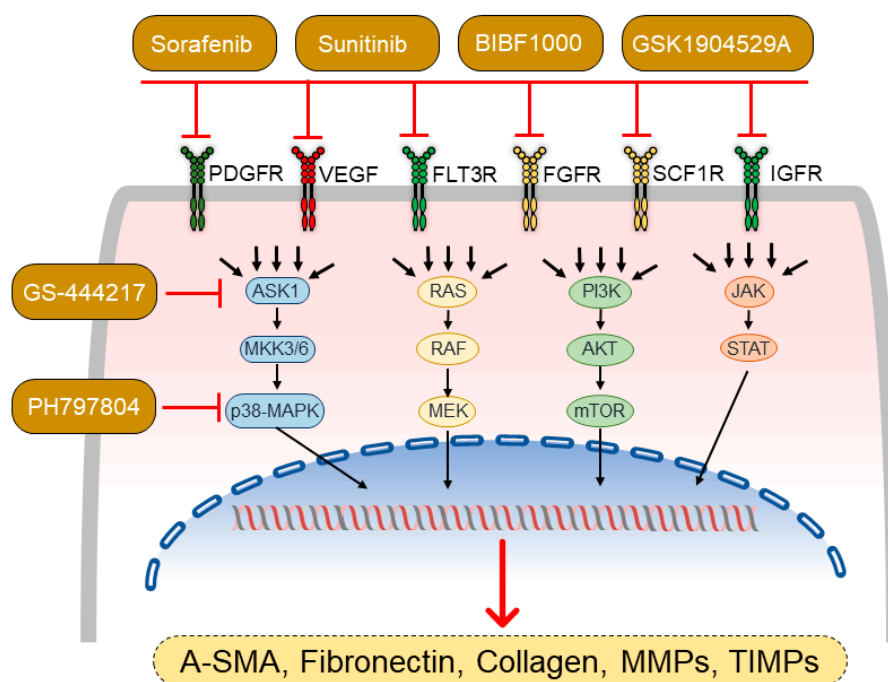 Sorafenib
Sunitinib
BIBF1000
GSK1904529A
PDGFR
VEGF
FLT3R
FGFR
SCF1R
IGFR
GS-444217
ASK1
RAS
PI3K
JAK
MKK3/6
RAF
AKT
STAT
PH797804
p38-MAPK
MEK
mTOR
A-SMA, Fibronectin, Collagen, MMPs, TIMPs